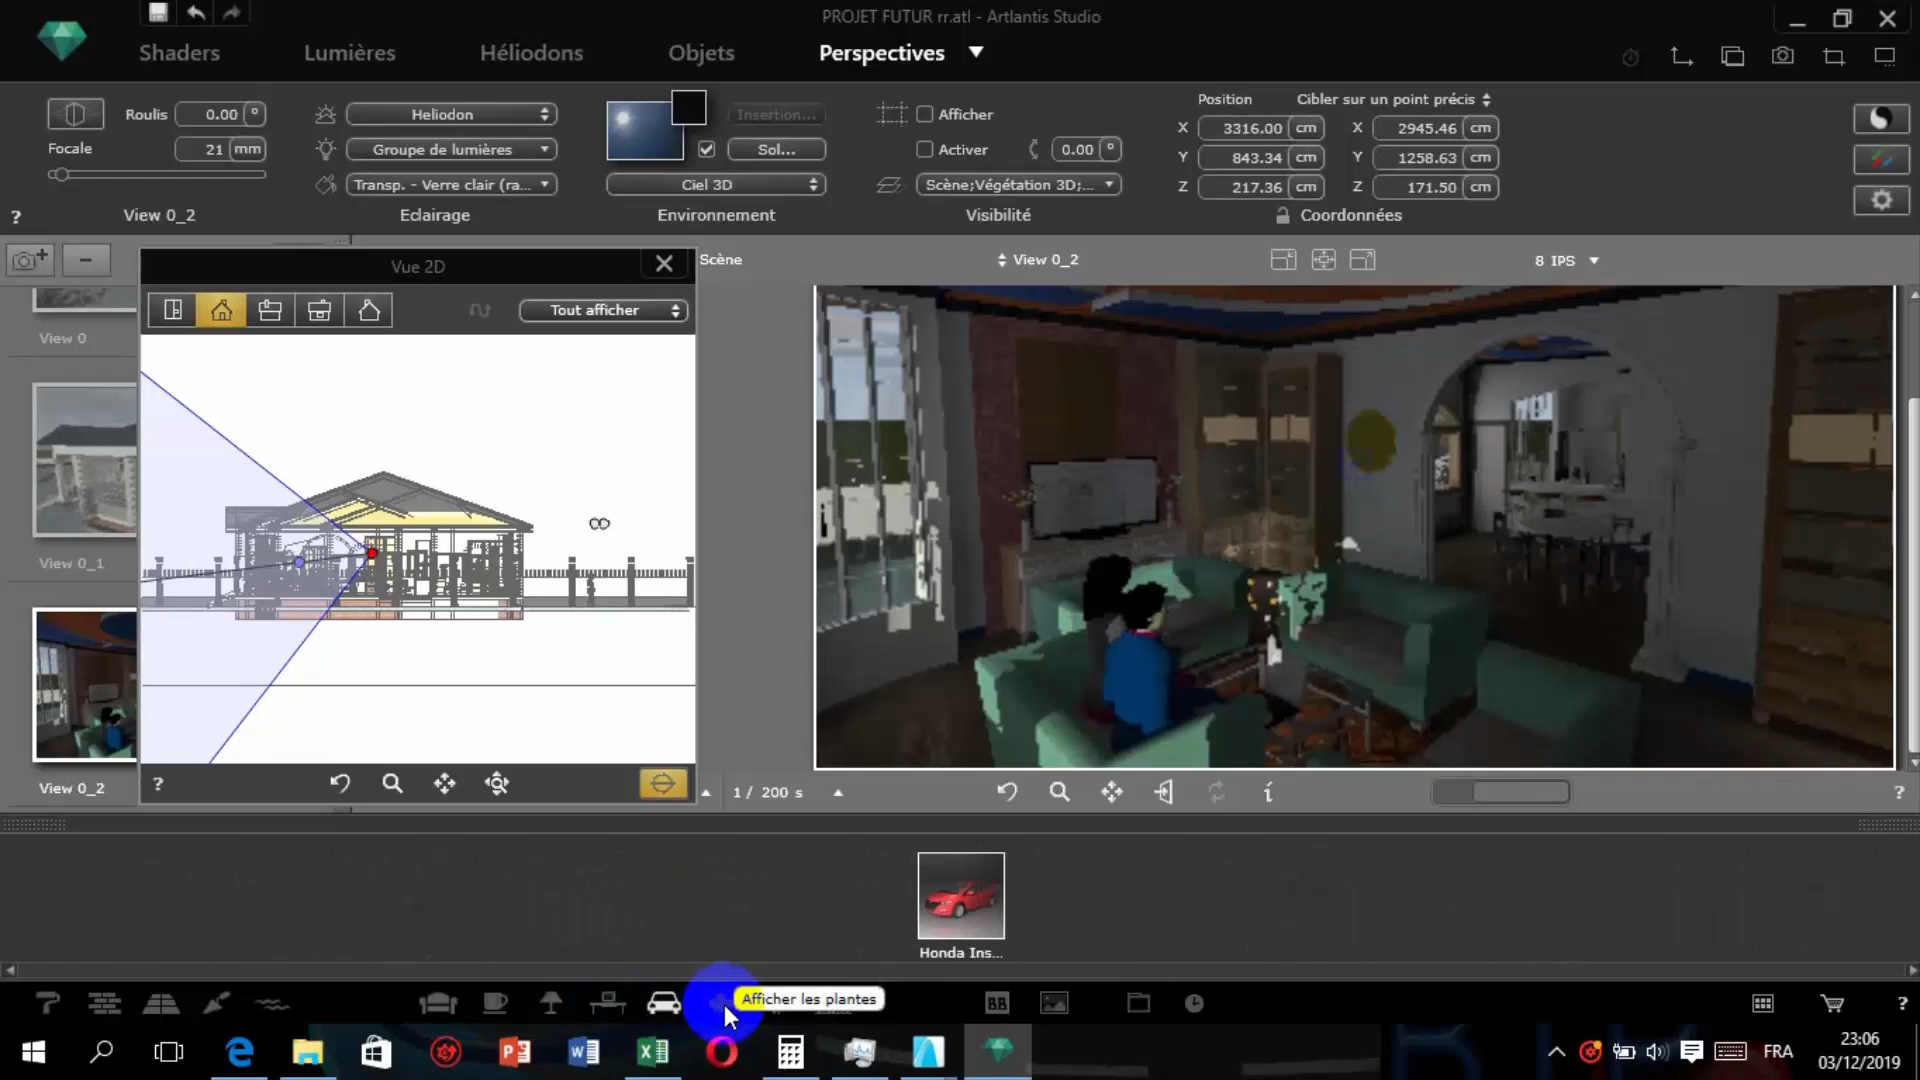 PROJET FUTUR rr.atl - Artlantis Studio
Shaders
Lumières
Héliodons
Objets
Perspectives
Roulis
0.00 °
Focale
21 mm
View 0_2
Heliodon
Groupe de lumières
Transp. - Verre clair (ra...
Eclairage
Insertion...
Sol...
Ciel 3D
Environnement
Afficher
Activer
0.00 °
Scène;Végétation 3D;...
Visibilité
Position
Cibler sur un point précis
X 3316.00 cm X 2945.46 cm
Y 843.34 cm Y 1258.63 cm
Z 217.36 cm Z 171.50 cm
Coordonnées
?
Vue 2D
Scène
View 0_2
8 IPS
Tout afficher
View 0
View 0_1
View 0_2
?
1 / 200 s
i
?
Honda Ins...
Afficher les plantes
BB
?
FRA
23:06
03/12/2019